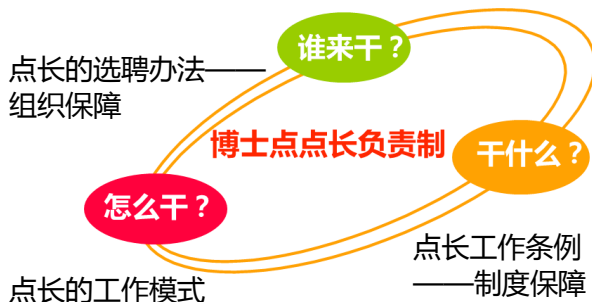 谁来干？
点长的选聘办法——
组织保障
博士点点长负责制
干什么？
怎么干？
点长工作条例
——制度保障
点长的工作模式